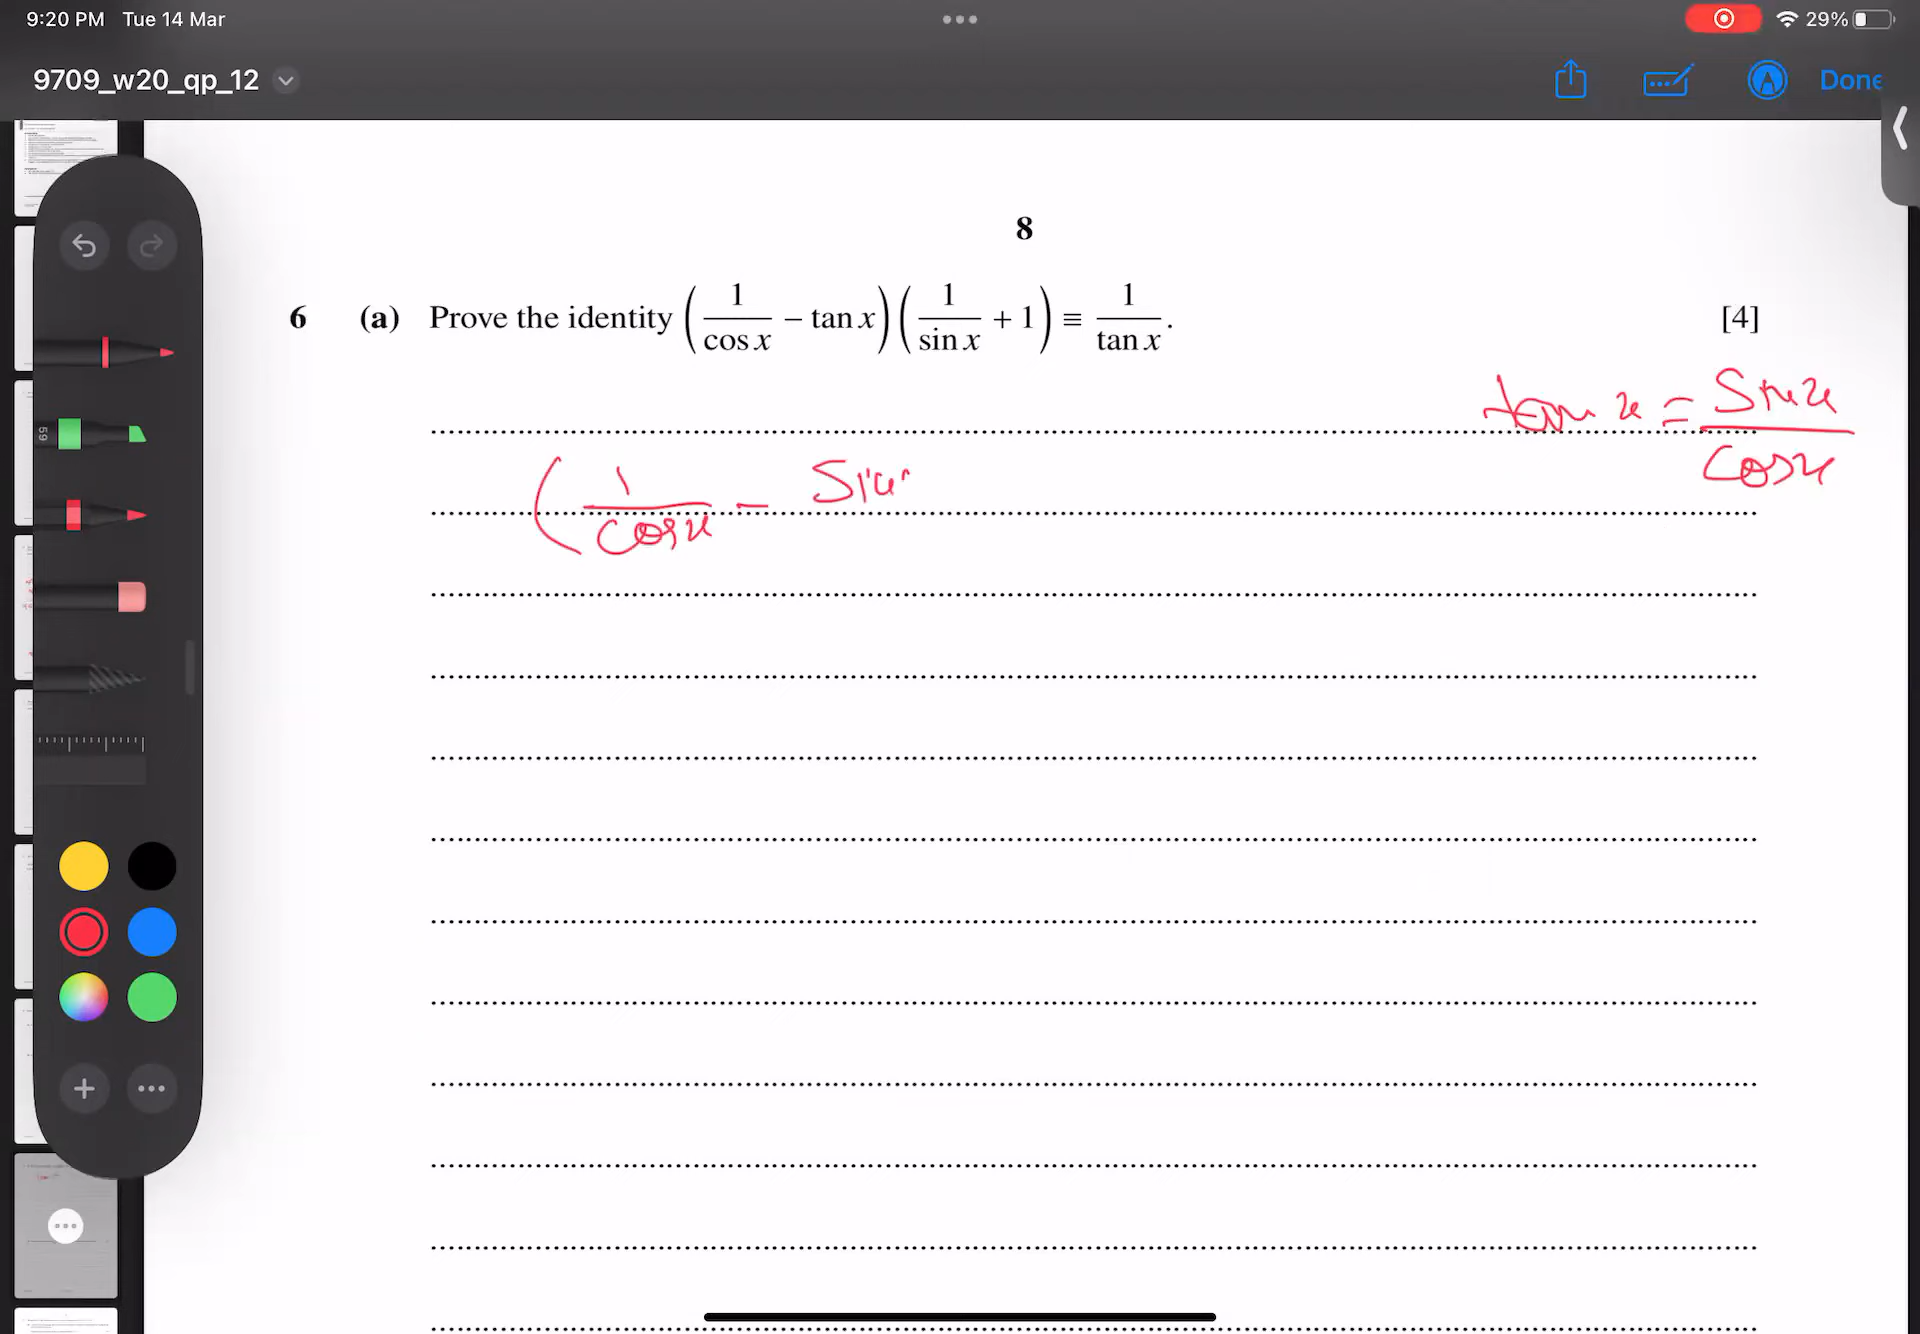 9:20 PM Tue 14 Mar
29%
9709_w20_qp_12
Done
8
6 (a) Prove the identity (1/cos x − tan x)(1/sin x + 1) ≡ 1/tan x. [4]
tan x = sin x / cos x
(1/cos x − Sin
59